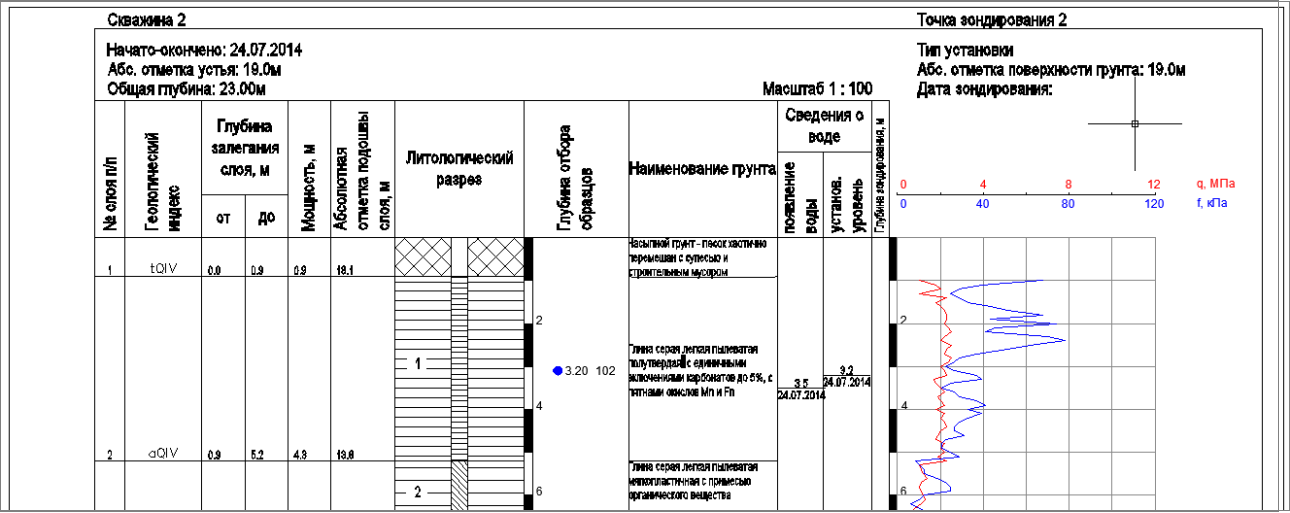 Скважина 2
Точка зондирования 2
Начато-окончено: 24.07.2014
Абс. отметка устья: 19.0м
Общая глубина: 23.00м
Масштаб 1 : 100
Тип установки
Абс. отметка поверхности грунта: 19.0м
Дата зондирования:
№ слоя п/п
Геологический
индекс
Глубина
залегания
слоя, м
от
до
Мощность, м
Абсолютная
отметка подошвы
слоя, м
Литологический
разрез
Глубина отбора
образцов
Наименование грунта
Сведения о
воде
появление
воды
установ.
уровень
Глубина зондирования, м
0 4 8 12 q, МПа
0 40 80 120 f, кПа
Насыпной грунт - песок хаотично
перемешан с супесью и
строительным мусором
1 tQIV 0.0 0.9 0.9 18.1
2
2
Глина серая легкая пылеватая
полутвердая с единичными
включениями карбонатов до 5%, с
пятнами окислов Mn и Fn
1
3.20 102
3.5
24.07.2014
24.07.2014
4
4
2 aQIV 0.9 5.2 4.3 13.8
Глина серая легкая пылеватая
мягкопластичная с примесью
органического вещества
2
6
6